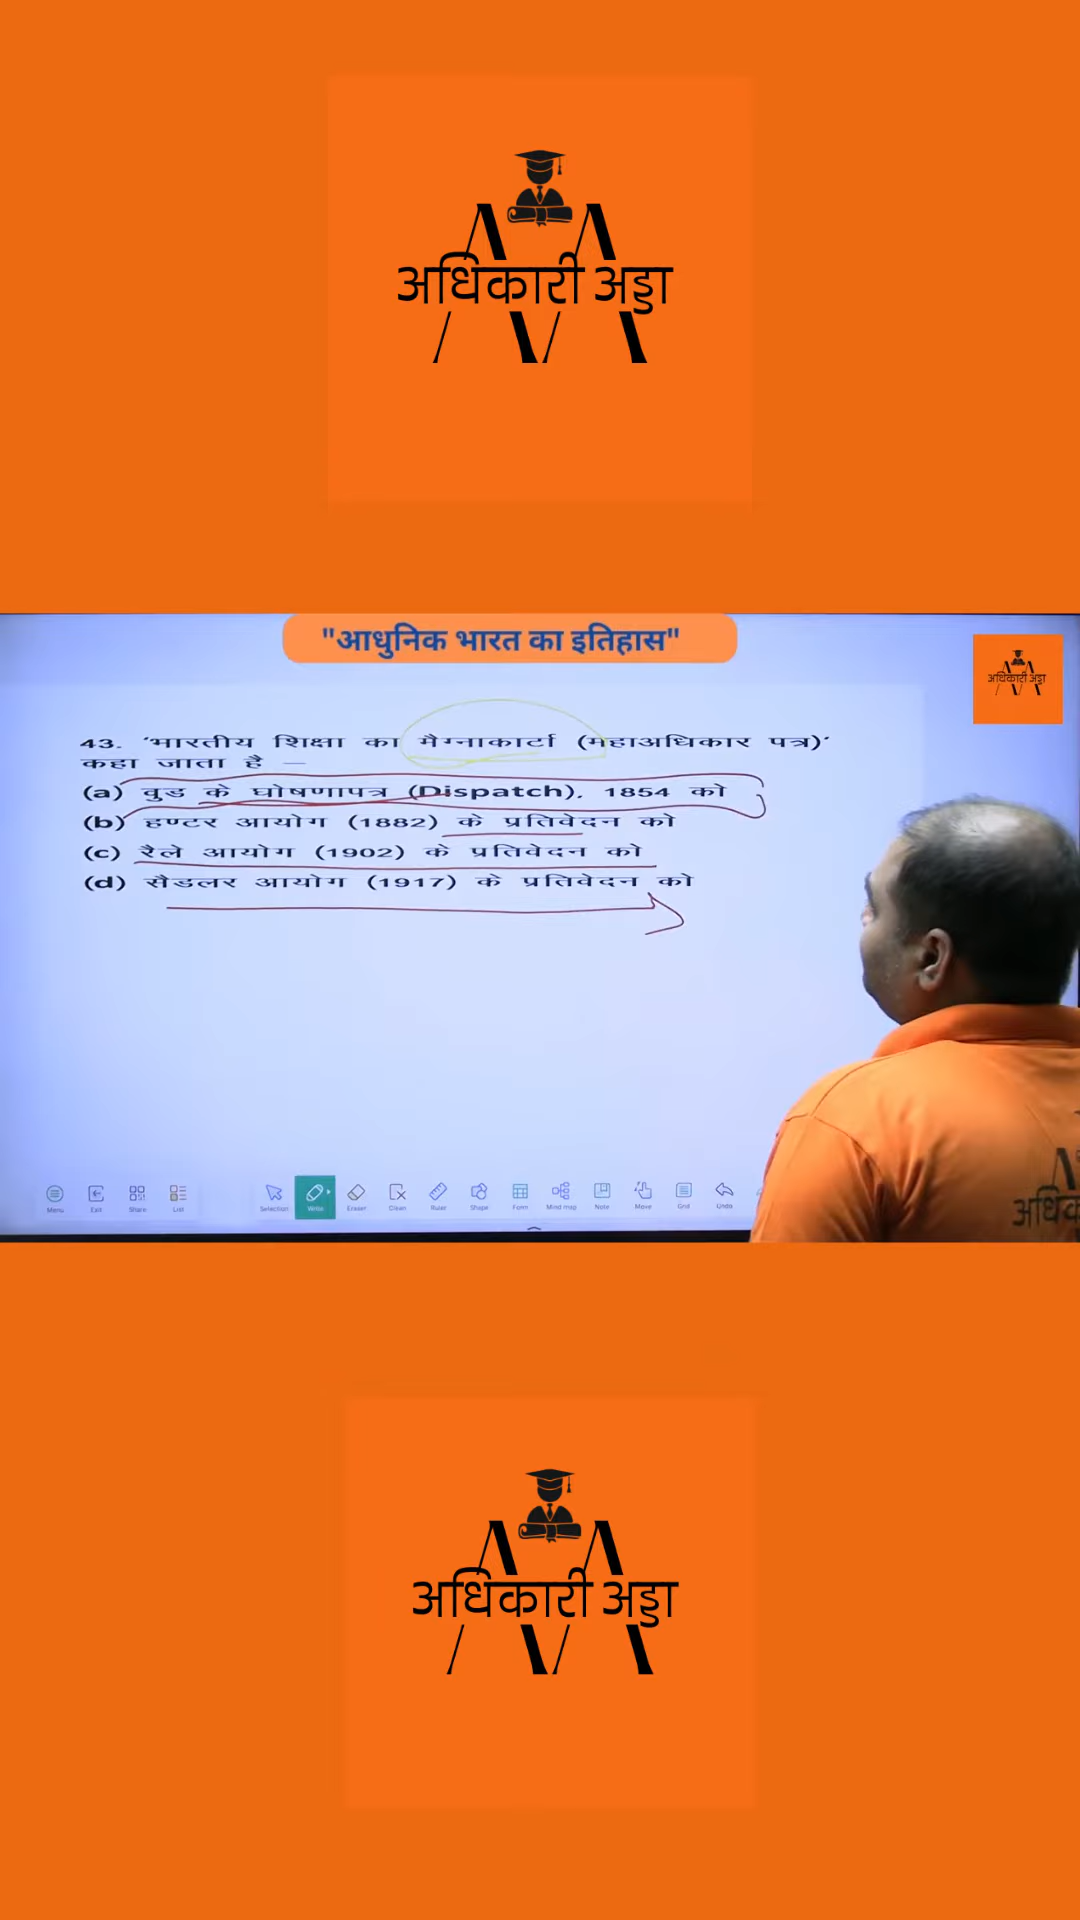 अधिकारी अड्डा
"आधुनिक भारत का इतिहास"
अधिकारी अड्डा
43. 'भारतीय शिक्षा का मैग्नाकार्टा (महाअधिकार पत्र)'
कहा जाता है —
(a) वुड के घोषणापत्र (Dispatch), 1854 को
(b) हण्टर आयोग (1882) के प्रतिवेदन को
(c) रैले आयोग (1902) के प्रतिवेदन को
(d) सैडलर आयोग (1917) के प्रतिवेदन को
Menu Exit Share List Selection Write Eraser Clean Ruler Shape Form Mind map Note Move Grid Undo
अधिकारी अड्डा